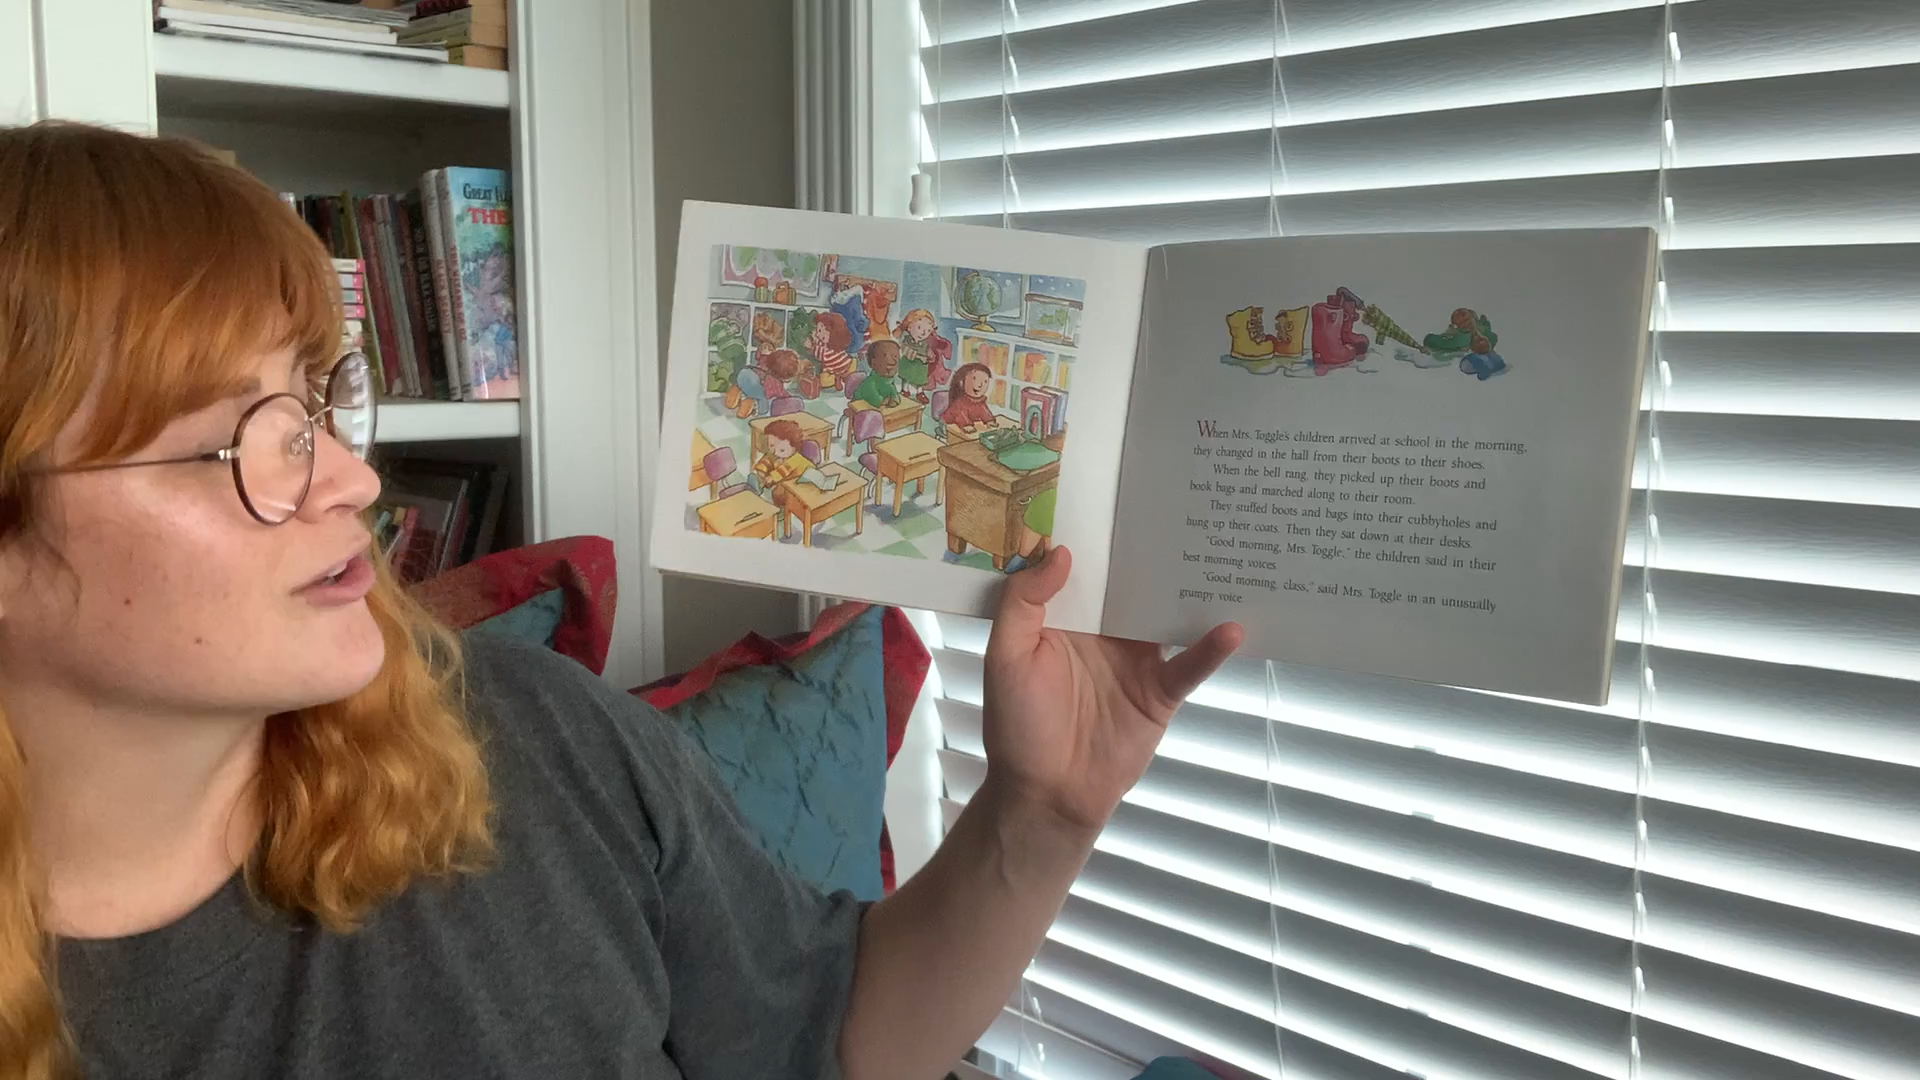 GREAT ILL
THE
When Mrs. Toggle's children arrived at school in the morning,
they changed in the hall from their boots to their shoes.
When the bell rang, they picked up their boots and
book bags and marched along to their room.
They stuffed boots and bags into their cubbyholes and
hung up their coats. Then they sat down at their desks.
"Good morning, Mrs. Toggle," the children said in their
best morning voices.
"Good morning, class," said Mrs. Toggle in an unusually
grumpy voice.